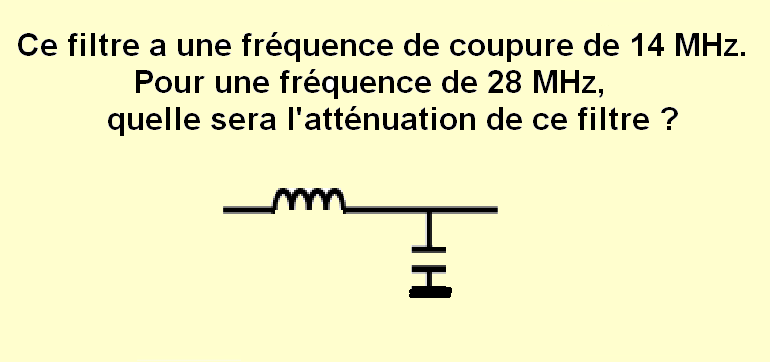 Ce filtre a une fréquence de coupure de 14 MHz.
Pour une fréquence de 28 MHz,
quelle sera l'atténuation de ce filtre ?